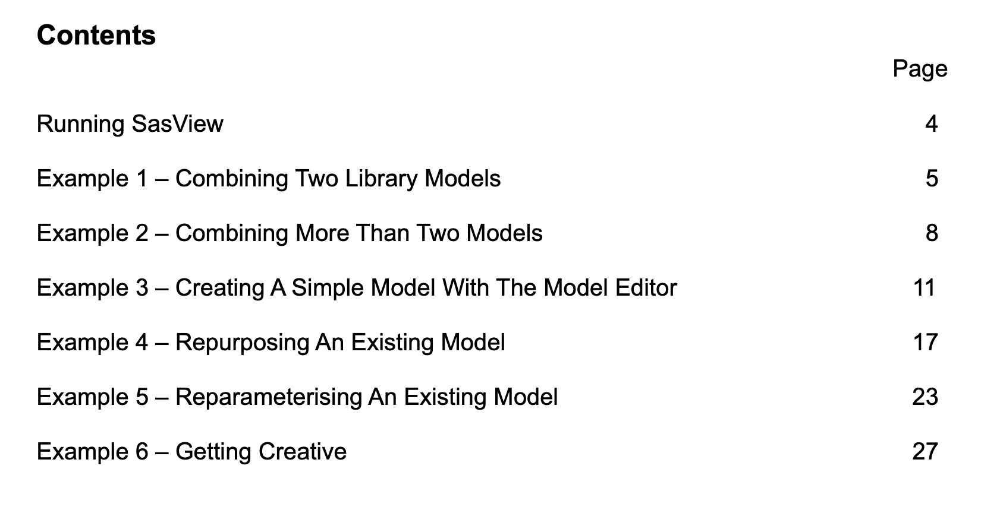 Contents
Page
Running SasView 4
Example 1 – Combining Two Library Models 5
Example 2 – Combining More Than Two Models 8
Example 3 – Creating A Simple Model With The Model Editor 11
Example 4 – Repurposing An Existing Model 17
Example 5 – Reparameterising An Existing Model 23
Example 6 – Getting Creative 27